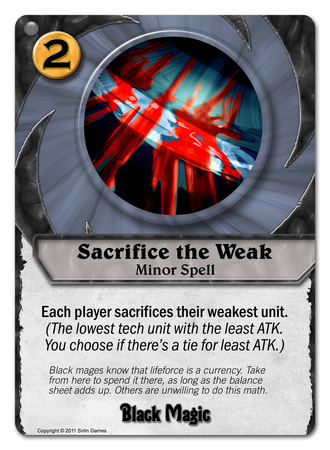 2
Sacrifice the Weak
Minor Spell
Each player sacrifices their weakest unit.
(The lowest tech unit with the least ATK.
You choose if there's a tie for least ATK.)
Black mages know that lifeforce is a currency. Take
from here to spend it there, as long as the balance
sheet adds up. Others are unwilling to do this math.
Black Magic
Copyright © 2011 Sirlin Games